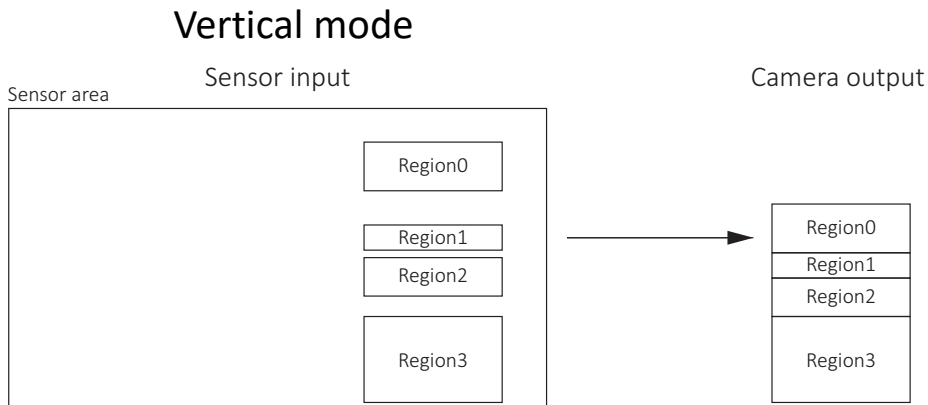 Vertical mode
Sensor input
Camera output
Sensor area
Region0
Region1
Region2
Region3
Region0
Region1
Region2
Region3